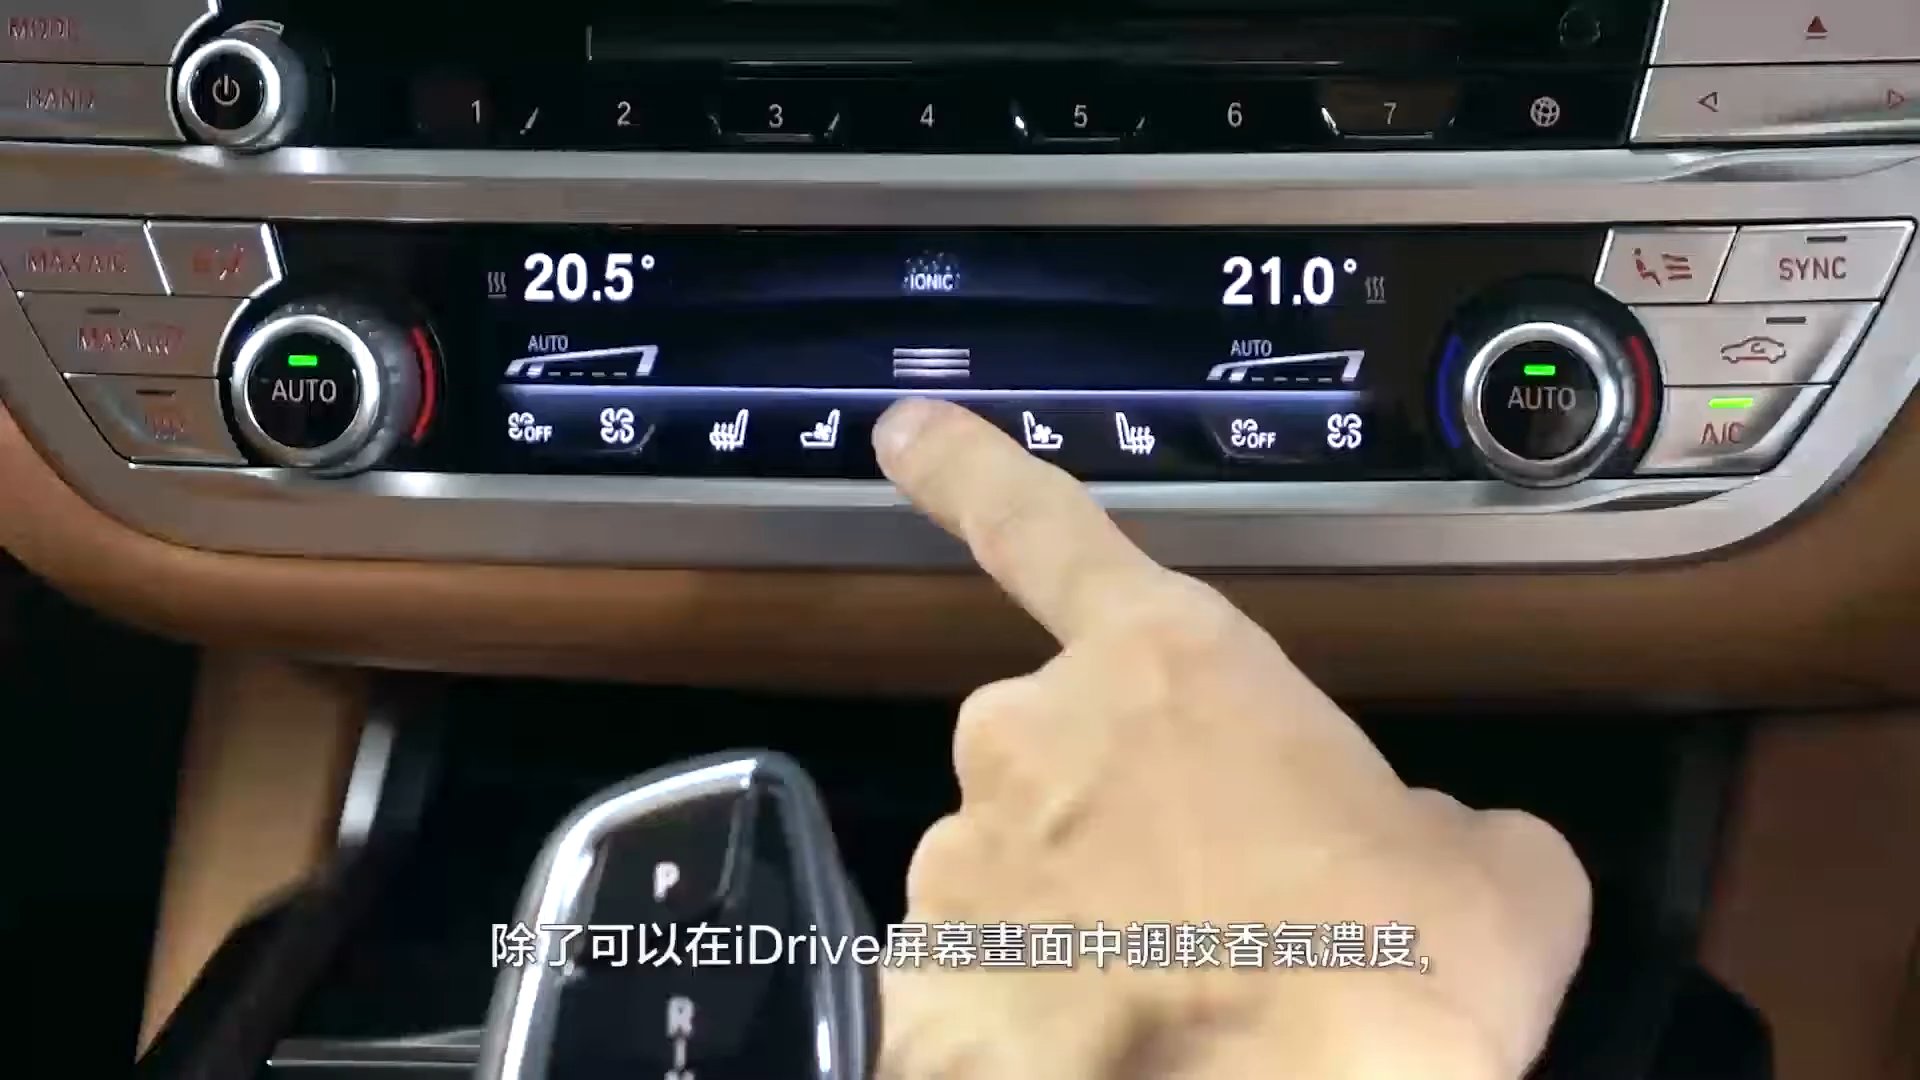 MODE
BAND
1 2 3 4 5 6 7
MAX A/C
20.5°
IONIC
21.0°
SYNC
MAX
AUTO
AUTO
AUTO
AUTO
OFF
OFF
A/C
P
R
除了可以在iDrive屏幕畫面中調較香氣濃度,